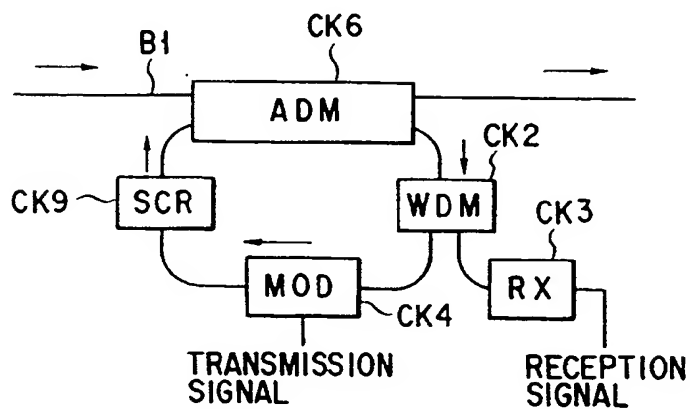 CK6
B1
ADM
CK2
CK9
SCR
WDM
CK3
MOD
RX
CK4
TRANSMISSION
SIGNAL
RECEPTION
SIGNAL